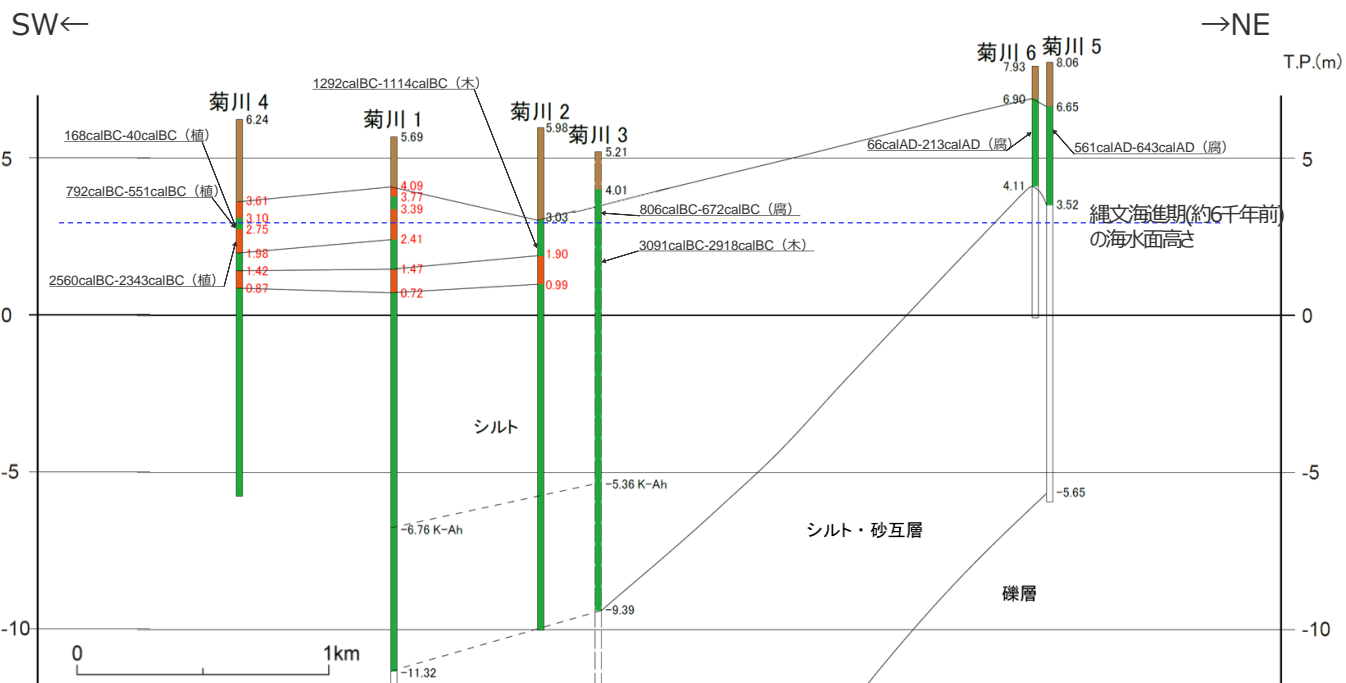 SW←
→NE
T.P.(m)
菊川 6
菊川 5
7.93
8.06
1292calBC-1114calBC（木）
菊川 4
6.24
菊川 1
5.69
菊川 2
5.98
菊川 3
5.21
6.90
6.65
168calBC-40calBC（植）
66calAD-213calAD（腐）
561calAD-643calAD（腐）
5
5
792calBC-551calBC（植）
4.09
3.77
3.39
4.01
4.11
3.52
3.61
3.10
2.75
3.03
806calBC-672calBC（腐）
縄文海進期(約6千年前)
の海水面高さ
2.41
1.90
3091calBC-2918calBC（木）
1.98
1.42
1.47
2560calBC-2343calBC（植）
0.87
0.72
0.99
0
0
シルト
-5
-5
-5.36 K-Ah
-5.65
-6.76 K-Ah
シルト・砂互層
礫層
-9.39
-10
-10
0
1km
-11.32